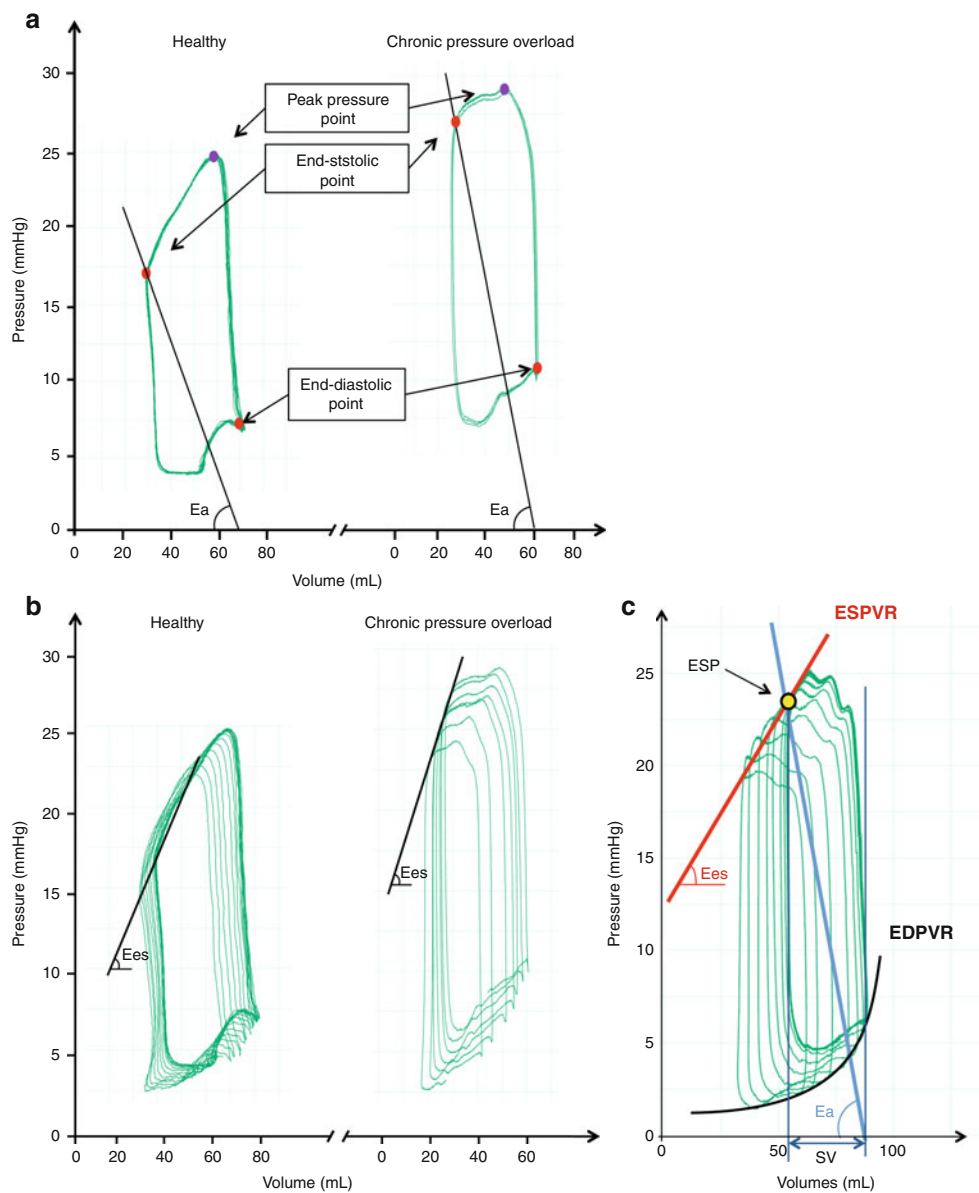 a
Healthy
Chronic pressure overload
Peak pressure
point
End-ststolic
point
End-diastolic
point
Ea
Ea
Pressure (mmHg)
30
25
20
15
10
5
0
0 20 40 60 80
0 20 40 60 80
Volume (mL)
b
Healthy
Chronic pressure overload
Ees
Ees
Pressure (mmHg)
30
25
20
15
10
5
0
0 20 40 60
0 20 40 60
Volume (mL)
c
ESPVR
ESP
Ees
EDPVR
Ea
Pressure (mmHg)
25
20
15
10
5
0
0 50 100
SV
Volumes (mL)